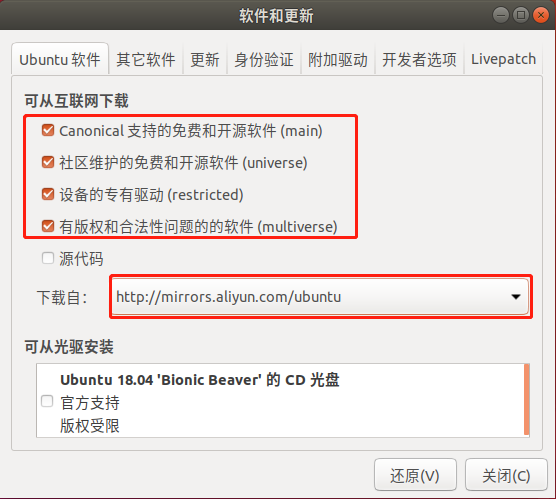 软件和更新
Ubuntu 软件 其它软件 更新 身份验证 附加驱动 开发者选项 Livepatch
可从互联网下载
Canonical 支持的免费和开源软件 (main)
社区维护的免费和开源软件 (universe)
设备的专有驱动 (restricted)
有版权和合法性问题的的软件 (multiverse)
源代码
下载自： http://mirrors.aliyun.com/ubuntu
可从光驱安装
Ubuntu 18.04 'Bionic Beaver' 的 CD 光盘
官方支持
版权受限
还原(V) 关闭(C)